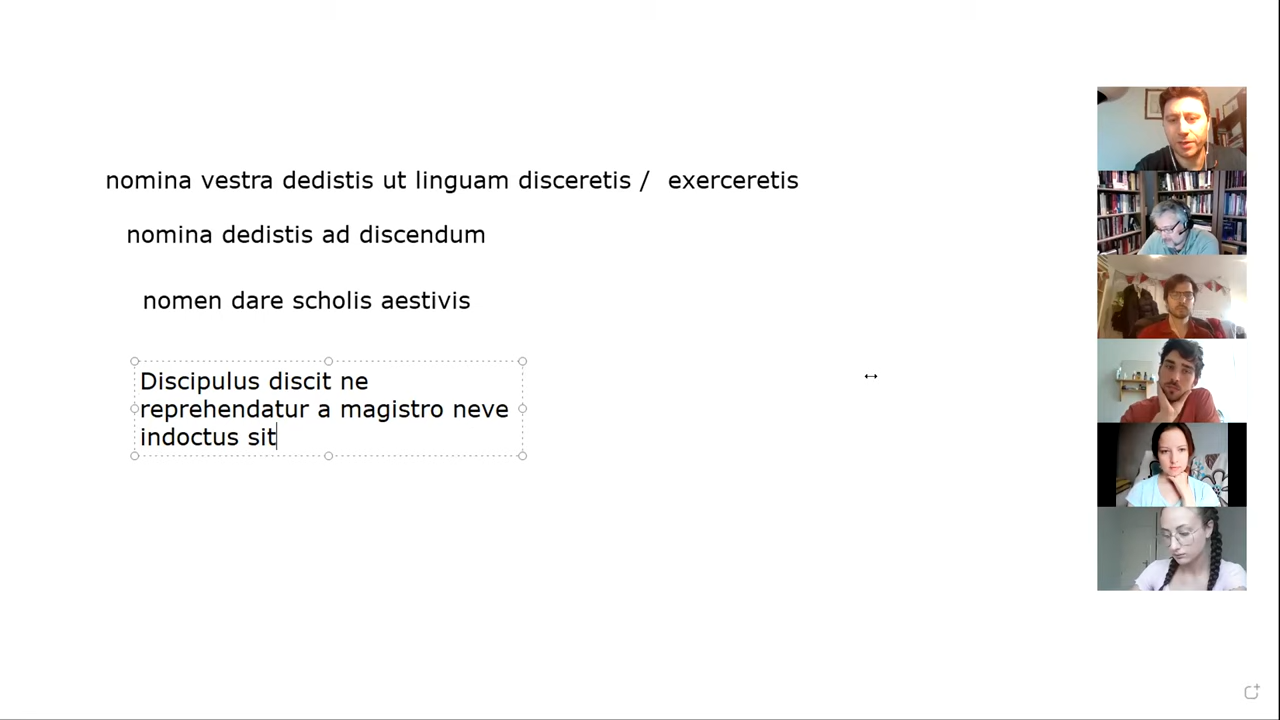 nomina vestra dedistis ut linguam disceretis / exerceretis
nomina dedistis ad discendum
nomen dare scholis aestivis
Discipulus discit ne
reprehendatur a magistro neve
indoctus sit